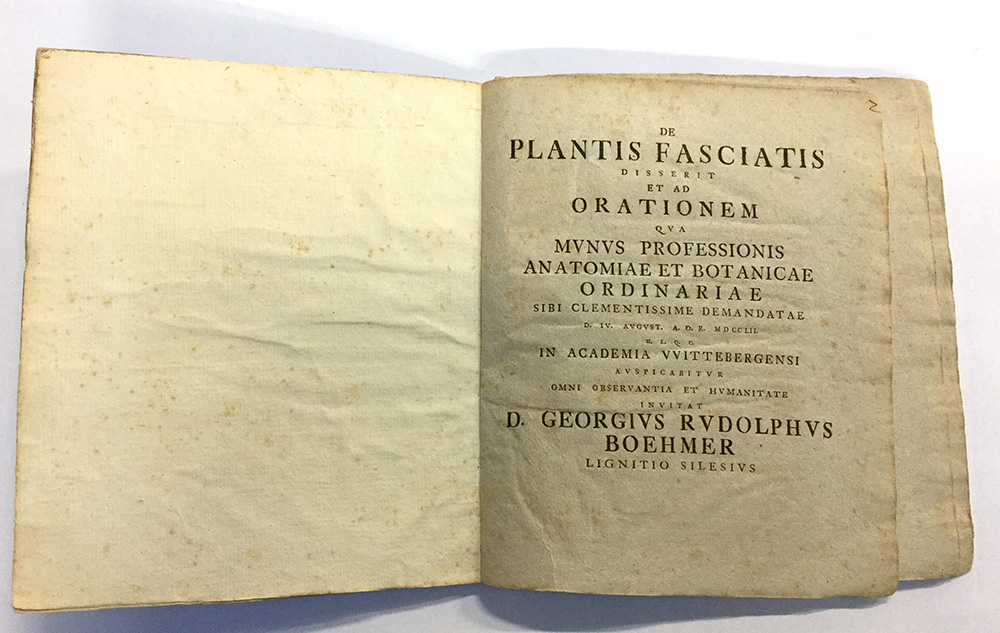 2
DE
PLANTIS FASCIATIS
DISSERIT
ET AD
ORATIONEM
QVA
MVNVS PROFESSIONIS
ANATOMIAE ET BOTANICAE
ORDINARIAE
SIBI CLEMENTISSIME DEMANDATAE
D. IV. AVGVST. A. O. R. MDCCLII.
H. L. Q. C.
IN ACADEMIA VVITTEBERGENSI
AVSPICABITVR
OMNI OBSERVANTIA ET HVMANITATE
INVITAT
D. GEORGIVS RVDOLPHVS
BOEHMER
LIGNITIO SILESIVS